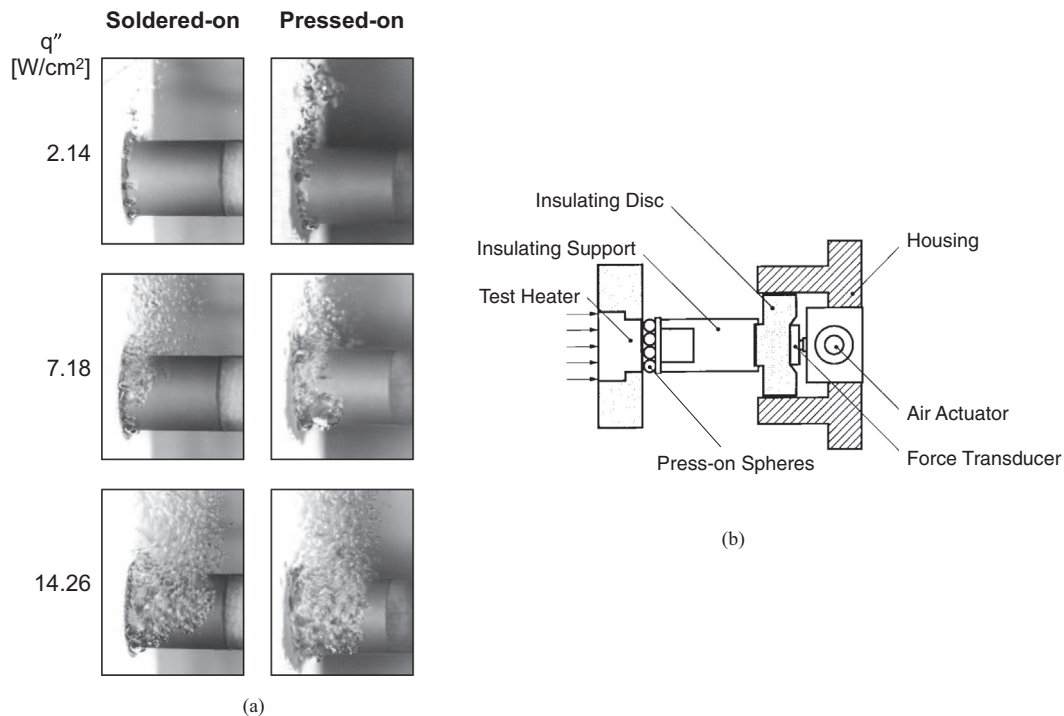 Soldered-on Pressed-on
q″
[W/cm²]
2.14
7.18
14.26
(a)
Insulating Disc
Insulating Support
Test Heater
Housing
Air Actuator
Force Transducer
Press-on Spheres
(b)